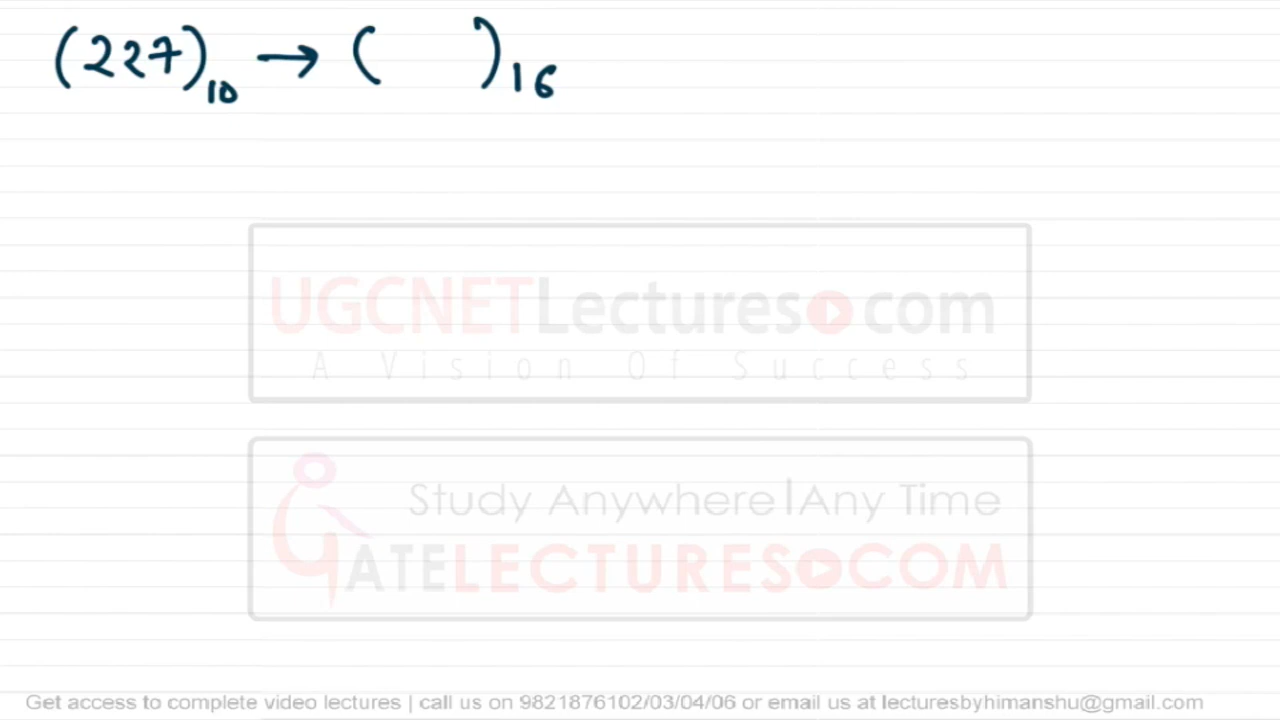 (227)₁₀ → (    )₁₆
UGCNETLectures.com
A Vision Of Success
Study Anywhere|Any Time
GATELECTURES.COM
Get access to complete video lectures | call us on 9821876102/03/04/06 or email us at lecturesbyhimanshu@gmail.com